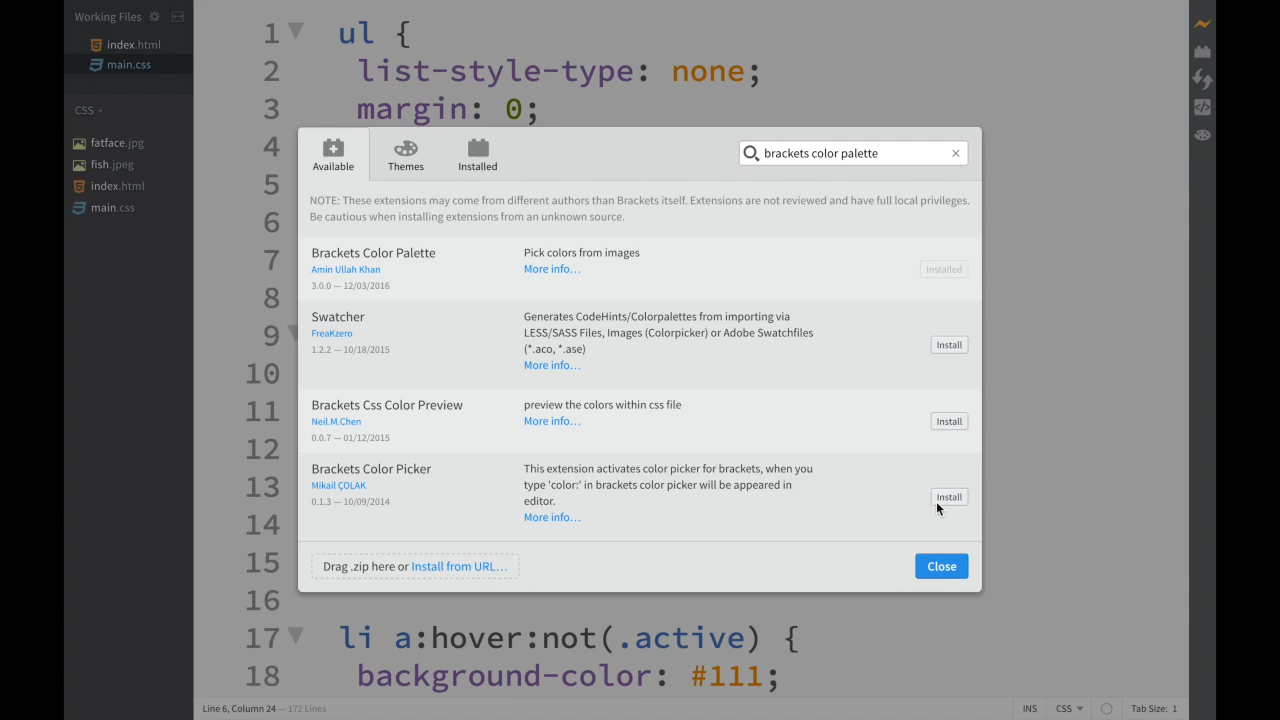 Working Files
index.html
main.css
CSS
fatface.jpg
fish.jpeg
index.html
main.css
1 ul {
2 list-style-type: none;
3 margin: 0;
4
5
6
7
8
9
10
11
12
13
14
15
16
17 li a:hover:not(.active) {
18 background-color: #111;
Available
Themes
Installed
brackets color palette
NOTE: These extensions may come from different authors than Brackets itself. Extensions are not reviewed and have full local privileges.
Be cautious when installing extensions from an unknown source.
Brackets Color Palette
Amin Ullah Khan
3.0.0 — 12/03/2016
Pick colors from images
More info…
Installed
Swatcher
FreaKzero
1.2.2 — 10/18/2015
Generates CodeHints/Colorpalettes from importing via
LESS/SASS Files, Images (Colorpicker) or Adobe Swatchfiles
(*.aco, *.ase)
More info…
Install
Brackets Css Color Preview
Neil.M.Chen
0.0.7 — 01/12/2015
preview the colors within css file
More info…
Install
Brackets Color Picker
Mikail ÇOLAK
0.1.3 — 10/09/2014
This extension activates color picker for brackets, when you
type 'color:' in brackets color picker will be appeared in
editor.
More info…
Install
Drag .zip here or Install from URL…
Close
Line 6, Column 24 — 172 Lines
INS
CSS
Tab Size: 1